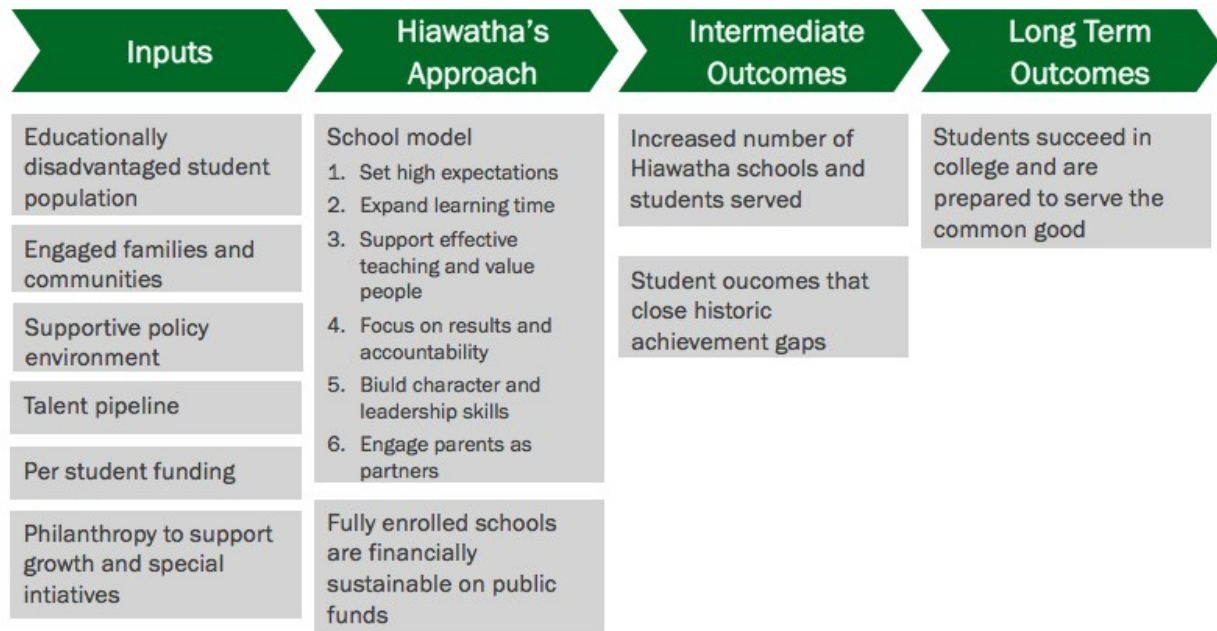 Inputs
Educationally
disadvantaged student
population
Engaged families and
communities
Supportive policy
environment
Talent pipeline
Per student funding
Philanthropy to support
growth and special
intiatives
Hiawatha's
Approach
School model
1. Set high expectations
2. Expand learning time
3. Support effective
teaching and value
people
4. Focus on results and
accountability
5. Biuld character and
leadership skills
6. Engage parents as
partners
Fully enrolled schools
are financially
sustainable on public
funds
Intermediate
Outcomes
Increased number of
Hiawatha schools and
students served
Student oucomes that
close historic
achievement gaps
Long Term
Outcomes
Students succeed in
college and are
prepared to serve the
common good